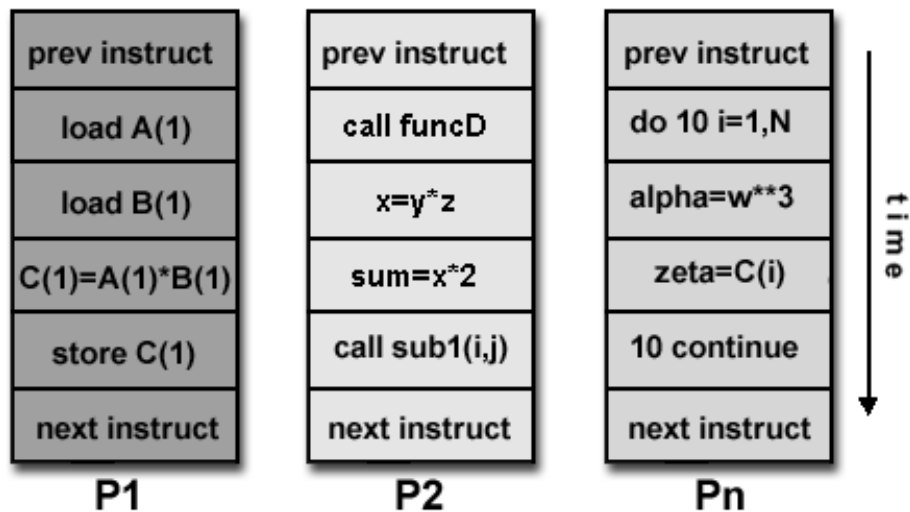 prev instruct
load A(1)
load B(1)
C(1)=A(1)*B(1)
store C(1)
next instruct
P1
prev instruct
call funcD
x=y*z
sum=x*2
call sub1(i,j)
next instruct
P2
prev instruct
do 10 i=1,N
alpha=w**3
zeta=C(i)
10 continue
next instruct
Pn
time